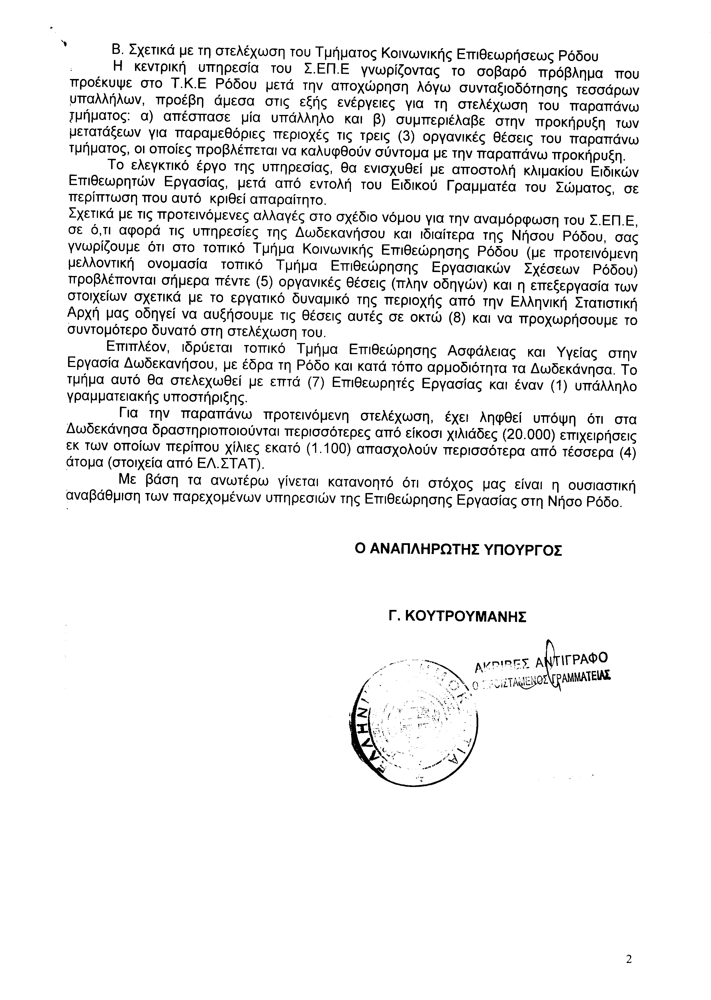 Β. Σχετικά με τη στελέχωση του Τμήματος Κοινωνικής Επιθεωρήσεως Ρόδου
Η κεντρική υπηρεσία του Σ.ΕΠ.Ε γνωρίζοντας το σοβαρό πρόβλημα που
προέκυψε στο Τ.Κ.Ε Ρόδου μετά την αποχώρηση λόγω συνταξιοδότησης τεσσάρων
υπαλλήλων, προέβη άμεσα στις εξής ενέργειες για τη στελέχωση του παραπάνω
τμήματος: α) απέσπασε μία υπάλληλο και β) συμπεριέλαβε στην προκήρυξη των
μετατάξεων για παραμεθόριες περιοχές τις τρεις (3) οργανικές θέσεις του παραπάνω
τμήματος, οι οποίες προβλέπεται να καλυφθούν σύντομα με την παραπάνω προκήρυξη.
Το ελεγκτικό έργο της υπηρεσίας, θα ενισχυθεί με αποστολή κλιμακίου Ειδικών
Επιθεωρητών Εργασίας, μετά από εντολή του Ειδικού Γραμματέα του Σώματος, σε
περίπτωση που αυτό κριθεί απαραίτητο.
Σχετικά με τις προτεινόμενες αλλαγές στο σχέδιο νόμου για την αναμόρφωση του Σ.ΕΠ.Ε,
σε ό,τι αφορά τις υπηρεσίες της Δωδεκανήσου και ιδιαίτερα της Νήσου Ρόδου, σας
γνωρίζουμε ότι στο τοπικό Τμήμα Κοινωνικής Επιθεώρησης Ρόδου (με προτεινόμενη
μελλοντική ονομασία τοπικό Τμήμα Επιθεώρησης Εργασιακών Σχέσεων Ρόδου)
προβλέπονται σήμερα πέντε (5) οργανικές θέσεις (πλην οδηγών) και η επεξεργασία των
στοιχείων σχετικά με το εργατικό δυναμικό της περιοχής από την Ελληνική Στατιστική
Αρχή μας οδηγεί να αυξήσουμε τις θέσεις αυτές σε οκτώ (8) και να προχωρήσουμε το
συντομότερο δυνατό στη στελέχωση του.
Επιπλέον, ιδρύεται τοπικό Τμήμα Επιθεώρησης Ασφάλειας και Υγείας στην
Εργασία Δωδεκανήσου, με έδρα τη Ρόδο και κατά τόπο αρμοδιότητα τα Δωδεκάνησα. Το
τμήμα αυτό θα στελεχωθεί με επτά (7) Επιθεωρητές Εργασίας και έναν (1) υπάλληλο
γραμματειακής υποστήριξης.
Για την παραπάνω προτεινόμενη στελέχωση, έχει ληφθεί υπόψη ότι στα
Δωδεκάνησα δραστηριοποιούνται περισσότερες από είκοσι χιλιάδες (20.000) επιχειρήσεις
εκ των οποίων περίπου χίλιες εκατό (1.100) απασχολούν περισσότερα από τέσσερα (4)
άτομα (στοιχεία από ΕΛ.ΣΤΑΤ).
Με βάση τα ανωτέρω γίνεται κατανοητό ότι στόχος μας είναι η ουσιαστική
αναβάθμιση των παρεχομένων υπηρεσιών της Επιθεώρησης Εργασίας στη Νήσο Ρόδο.
Ο ΑΝΑΠΛΗΡΩΤΗΣ ΥΠΟΥΡΓΟΣ
Γ. ΚΟΥΤΡΟΥΜΑΝΗΣ
ΑΚΡΙΒΕΣ ΑΝΤΙΓΡΑΦΟ
Ο ΠΡΟΪΣΤΑΜΕΝΟΣ ΓΡΑΜΜΑΤΕΙΑΣ
2